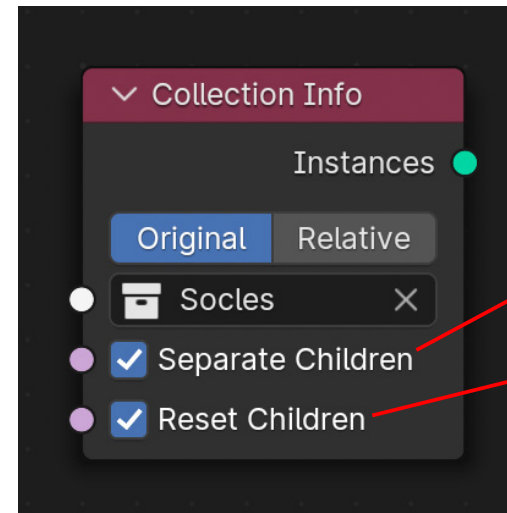 Collection Info
Instances
Original Relative
Socles
Separate Children
Reset Children